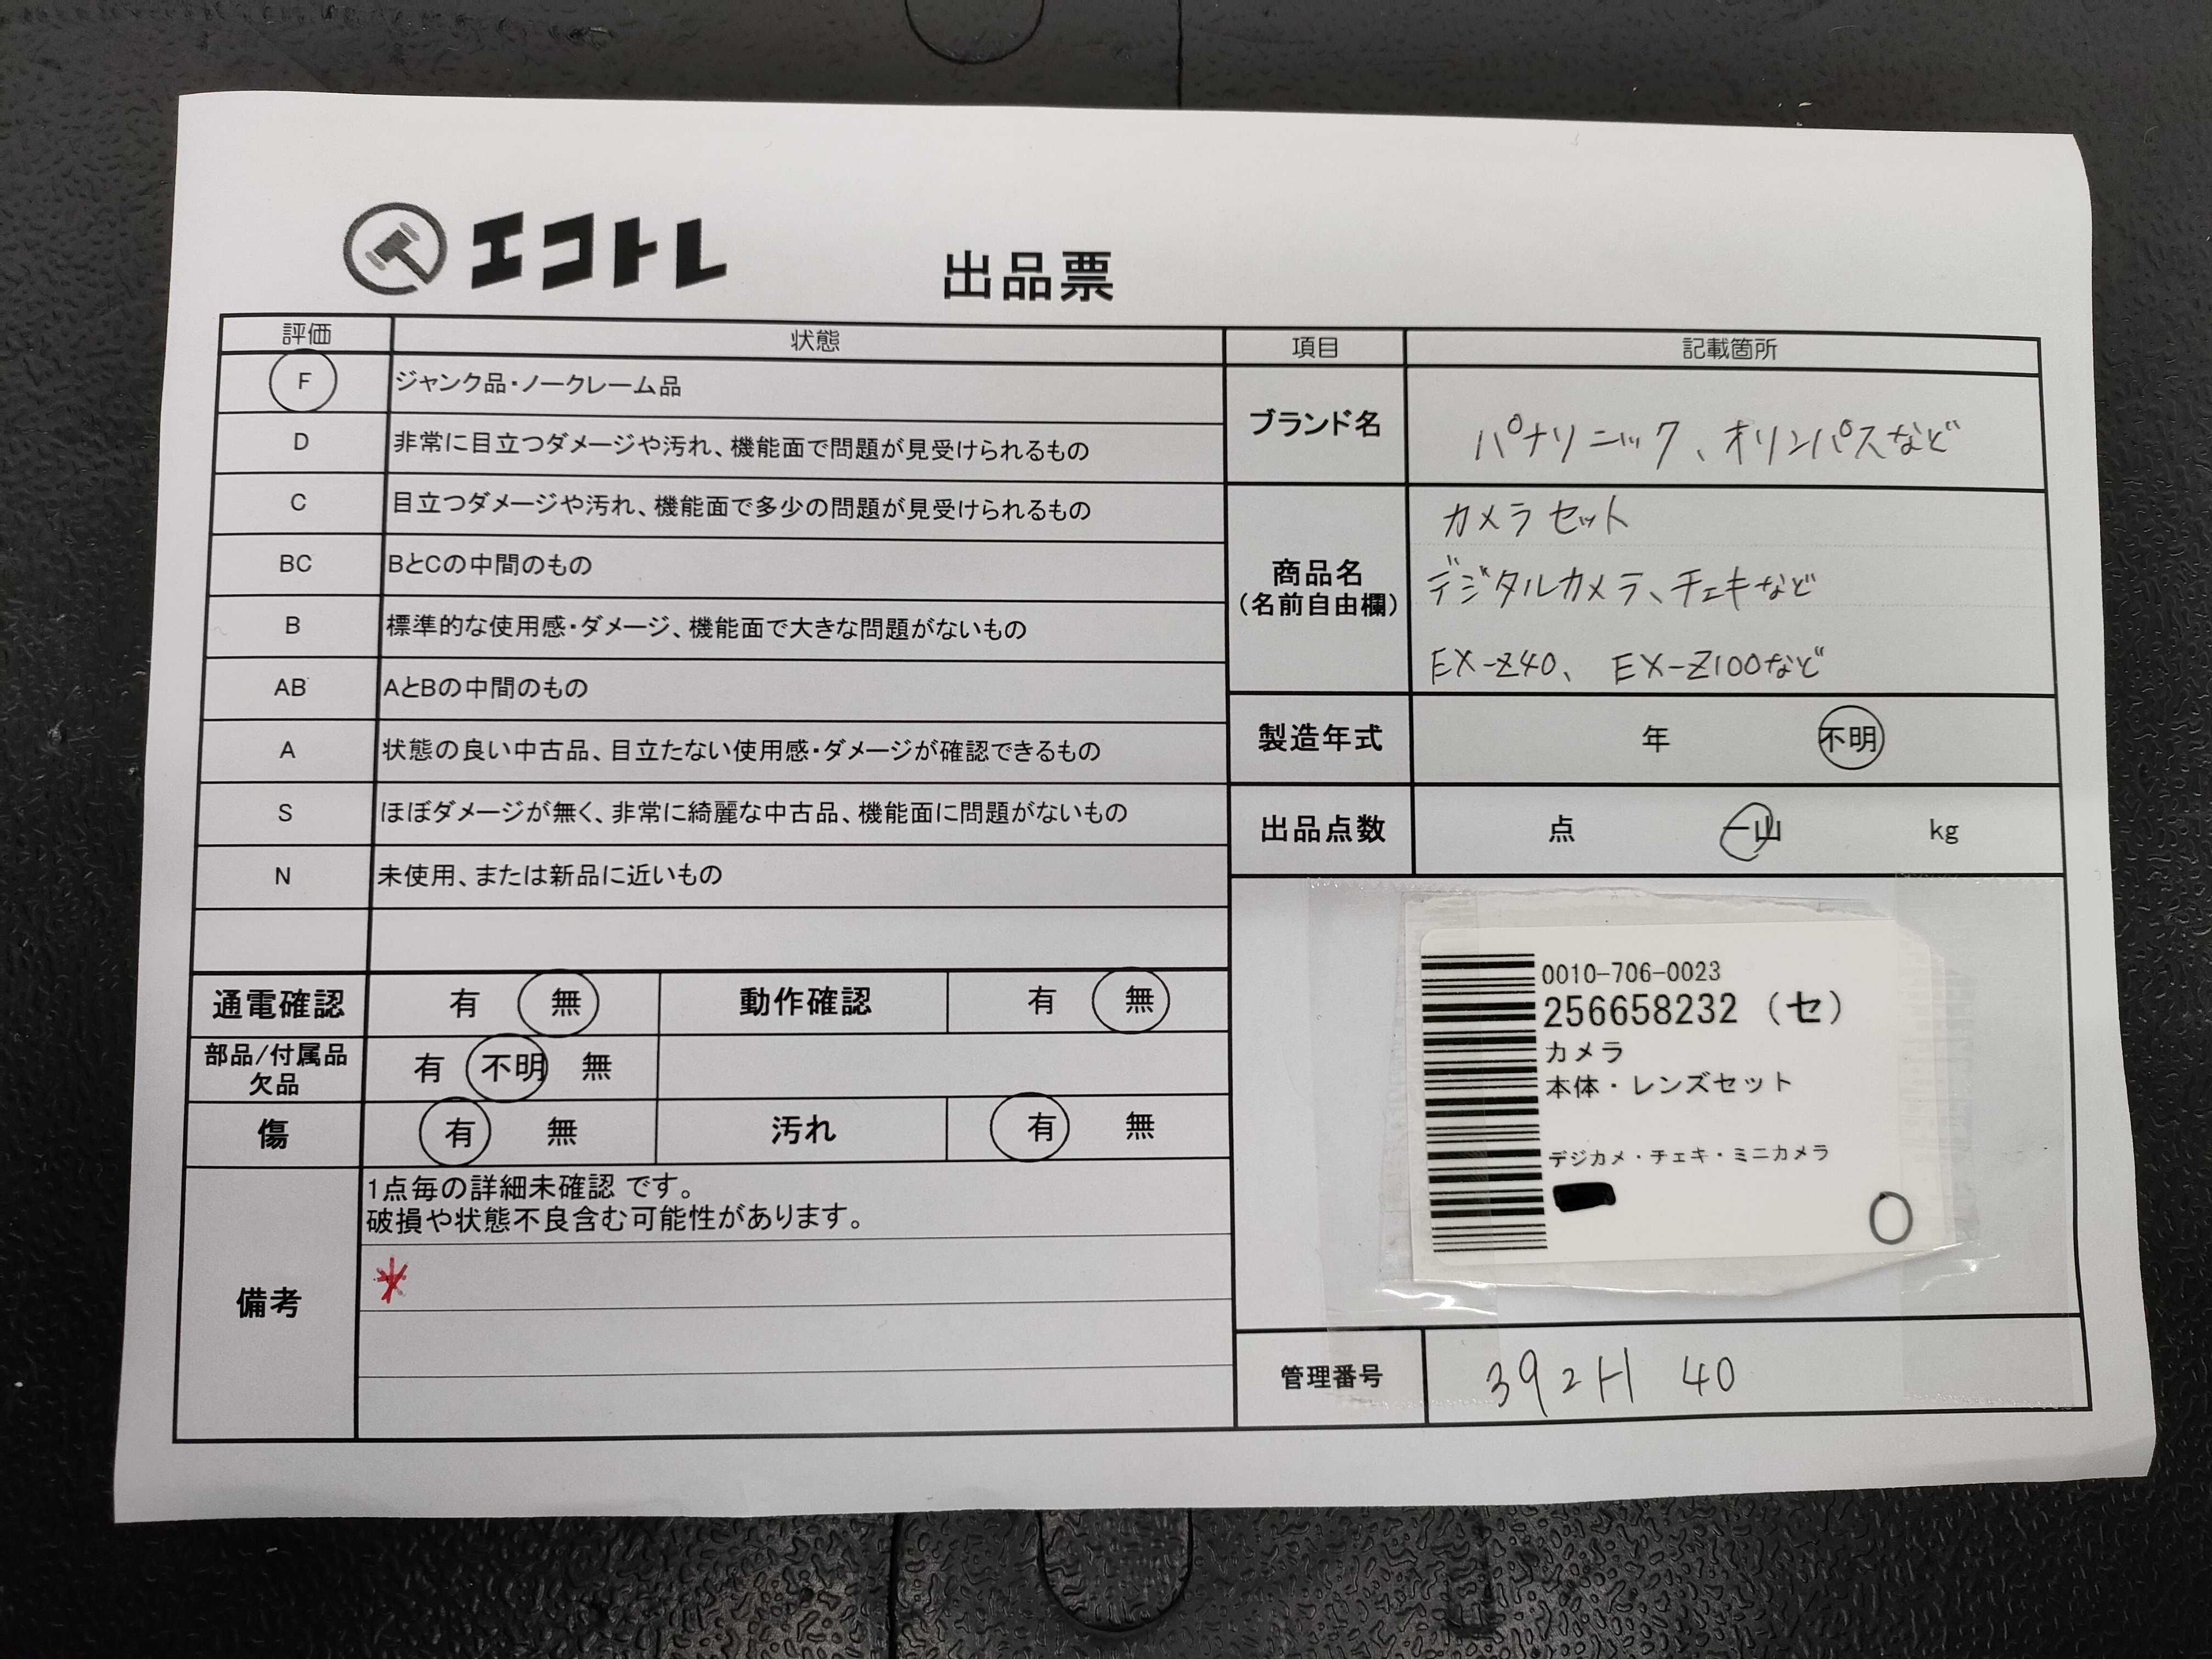 エコトレ
出品票
評価 状態
F ジャンク品・ノークレーム品
D 非常に目立つダメージや汚れ、機能面で問題が見受けられるもの
C 目立つダメージや汚れ、機能面で多少の問題が見受けられるもの
BC BとCの中間のもの
B 標準的な使用感・ダメージ、機能面で大きな問題がないもの
AB AとBの中間のもの
A 状態の良い中古品、目立たない使用感・ダメージが確認できるもの
S ほぼダメージが無く、非常に綺麗な中古品、機能面に問題がないもの
N 未使用、または新品に近いもの
通電確認 有 無 動作確認 有 無
部品/付属品
欠品
有 不明 無
傷 有 無 汚れ 有 無
備考
1点毎の詳細未確認 です。
破損や状態不良含む可能性があります。
*
項目 記載箇所
ブランド名 パナソニック、オリンパスなど
商品名
(名前自由欄)
カメラセット
デジタルカメラ、チェキなど
EX-Z40、 EX-Z100など
製造年式 年 不明
出品点数 点 一山 kg
0010-706-0023
256658232 (セ)
カメラ
本体・レンズセット
デジカメ・チェキ・ミニカメラ
管理番号 392H 40